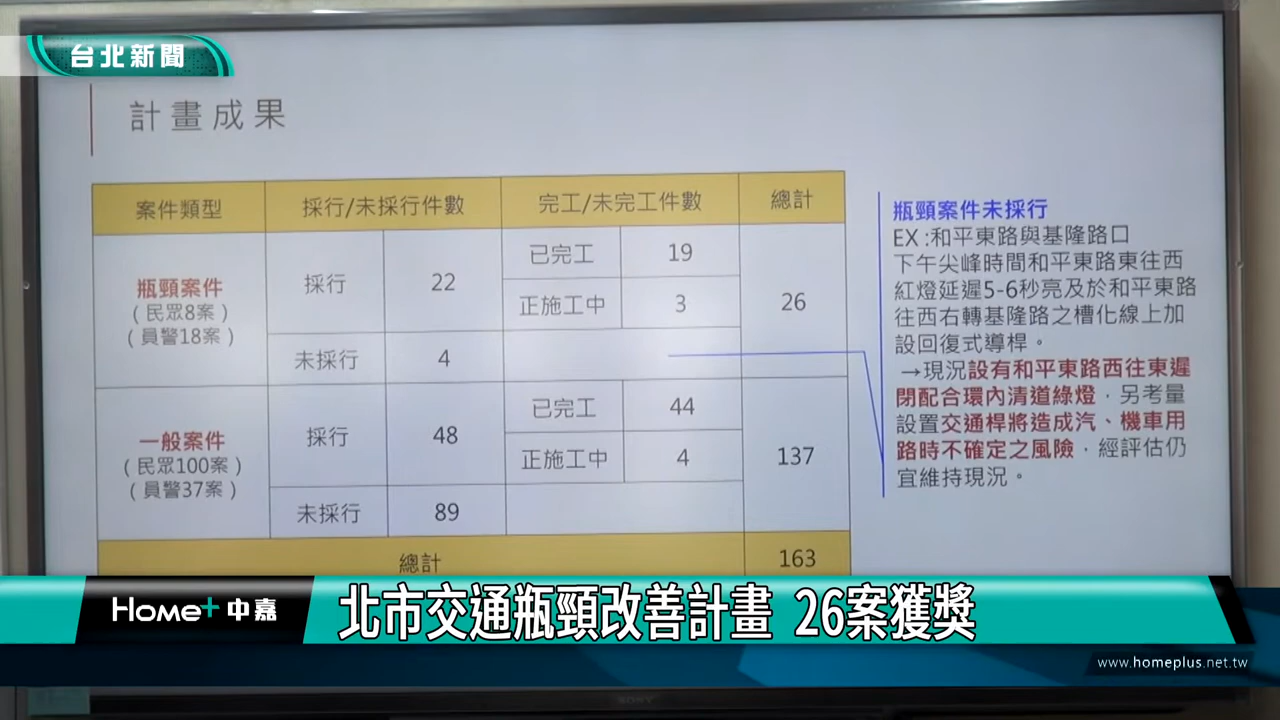 台北新聞
計畫成果
案件類型 採行/未採行件數 完工/未完工件數 總計
瓶頸案件
(民眾8案)
(員警18案)
採行 22 已完工 19
正施工中 3
26
未採行 4
一般案件
(民眾100案)
(員警37案)
採行 48 已完工 44
正施工中 4
137
未採行 89
總計 163
瓶頸案件未採行
EX :和平東路與基隆路口
下午尖峰時間和平東路東往西
紅燈延遲5-6秒亮及於和平東路
往西右轉基隆路之槽化線上加
設回復式導桿。
→現況設有和平東路西往東遲
閉配合環內清道綠燈，另考量
設置交通桿將造成汽、機車用
路時不確定之風險，經評估仍
宜維持現況。
Home+中嘉
北市交通瓶頸改善計畫 26案獲獎
www.homeplus.net.tw
SONY